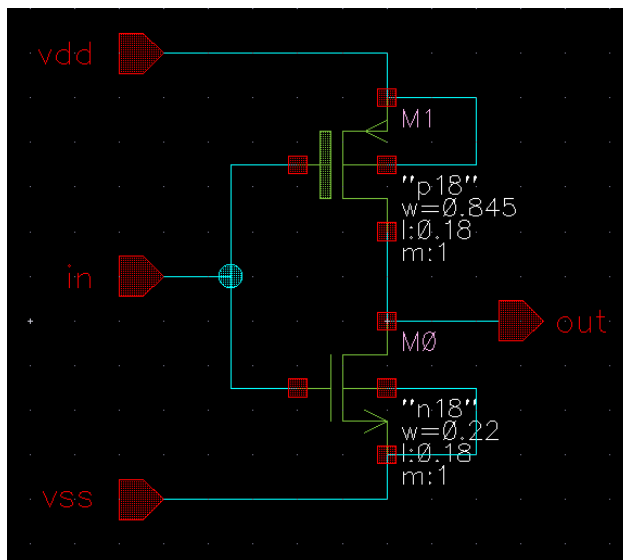 vdd
M1
"p18"
w=0.845
l:0.18
m:1
in
out
M0
"n18"
w=0.22
l:0.18
m:1
vss